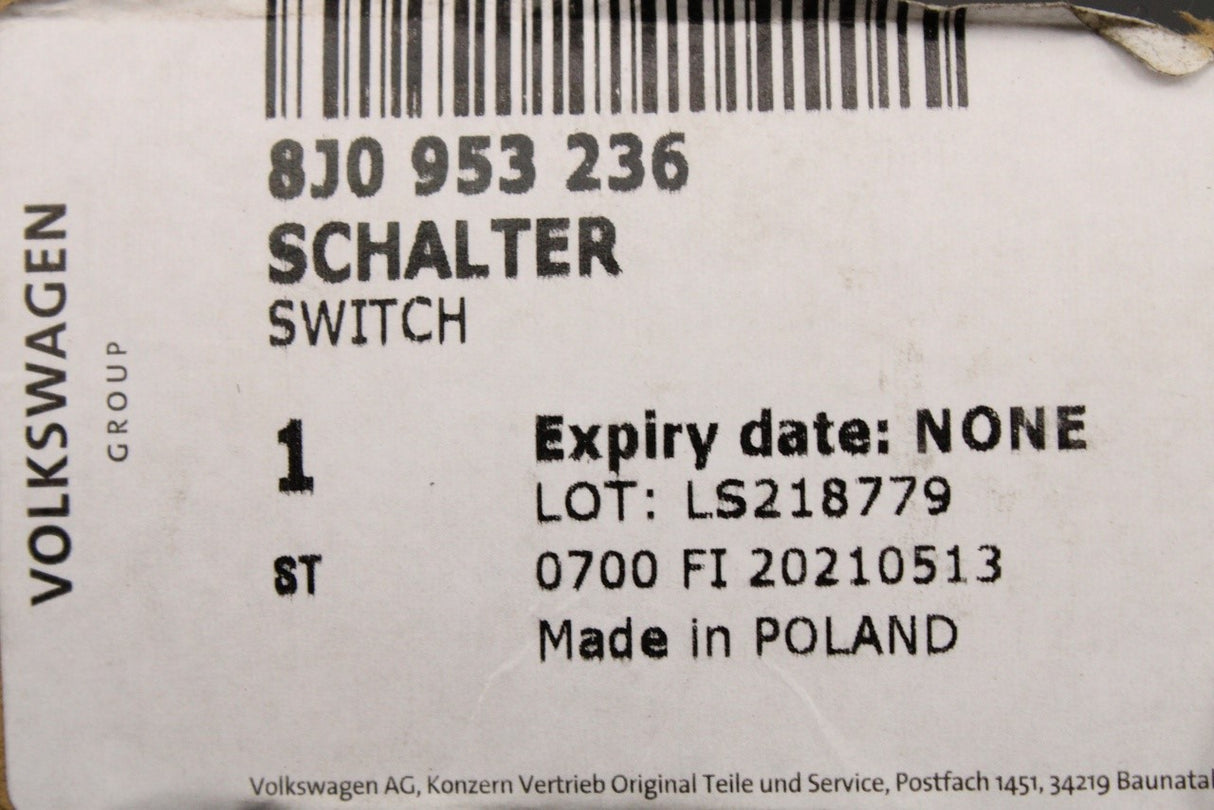 VOLKSWAGEN
GROUP
8J0 953 236
SCHALTER
SWITCH
1
ST
Expiry date: NONE
LOT: LS218779
0700 FI 20210513
Made in POLAND
Volkswagen AG, Konzern Vertrieb Original Teile und Service, Postfach 1451, 34219 Baunatal